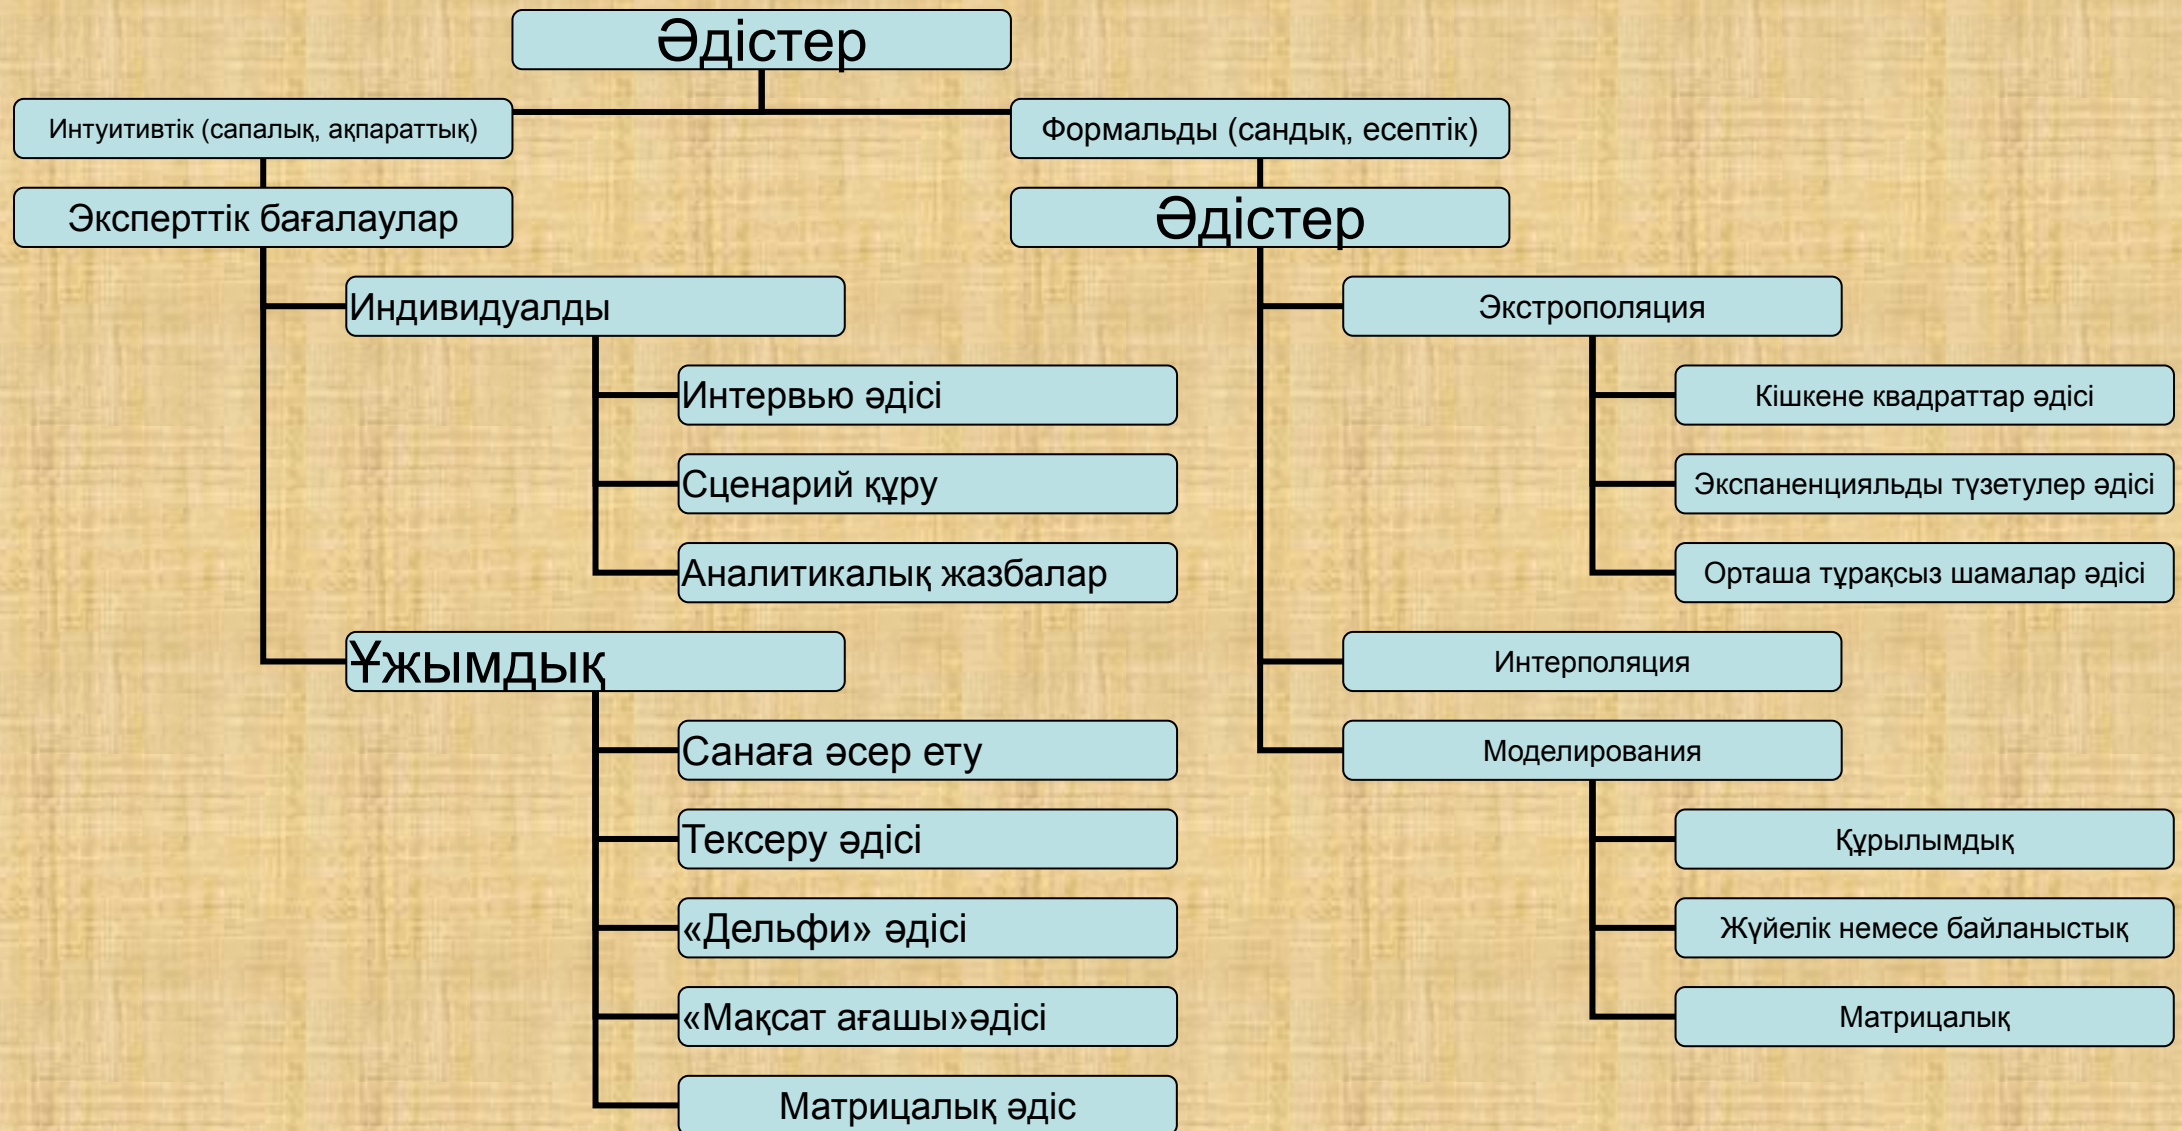 Әдістер
Интуитивтік (сапалық, ақпараттық)
Формальды (сандық, есептік)
Эксперттік бағалаулар
Әдістер
Индивидуалды
Экстрополяция
Интервью әдісі
Кішкене квадраттар әдісі
Сценарий құру
Экспаненцияльды түзетулер әдісі
Аналитикалық жазбалар
Орташа тұрақсыз шамалар әдісі
Ұжымдық
Интерполяция
Санаға әсер ету
Моделирования
Тексеру әдісі
Құрылымдық
«Дельфи» әдісі
Жүйелік немесе байланыстық
«Мақсат ағашы»әдісі
Матрицалық
Матрицалық әдіс